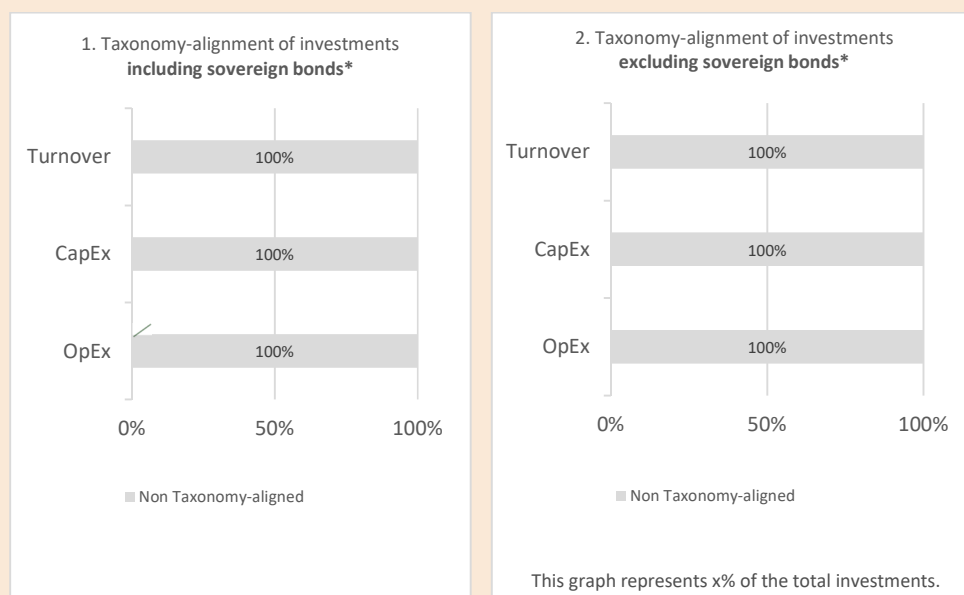 1. Taxonomy-alignment of investments
including sovereign bonds*
Turnover
100%
CapEx
100%
OpEx
100%
0%
50%
100%
Non Taxonomy-aligned
2. Taxonomy-alignment of investments
excluding sovereign bonds*
Turnover
100%
CapEx
100%
OpEx
100%
0%
50%
100%
Non Taxonomy-aligned
This graph represents x% of the total investments.